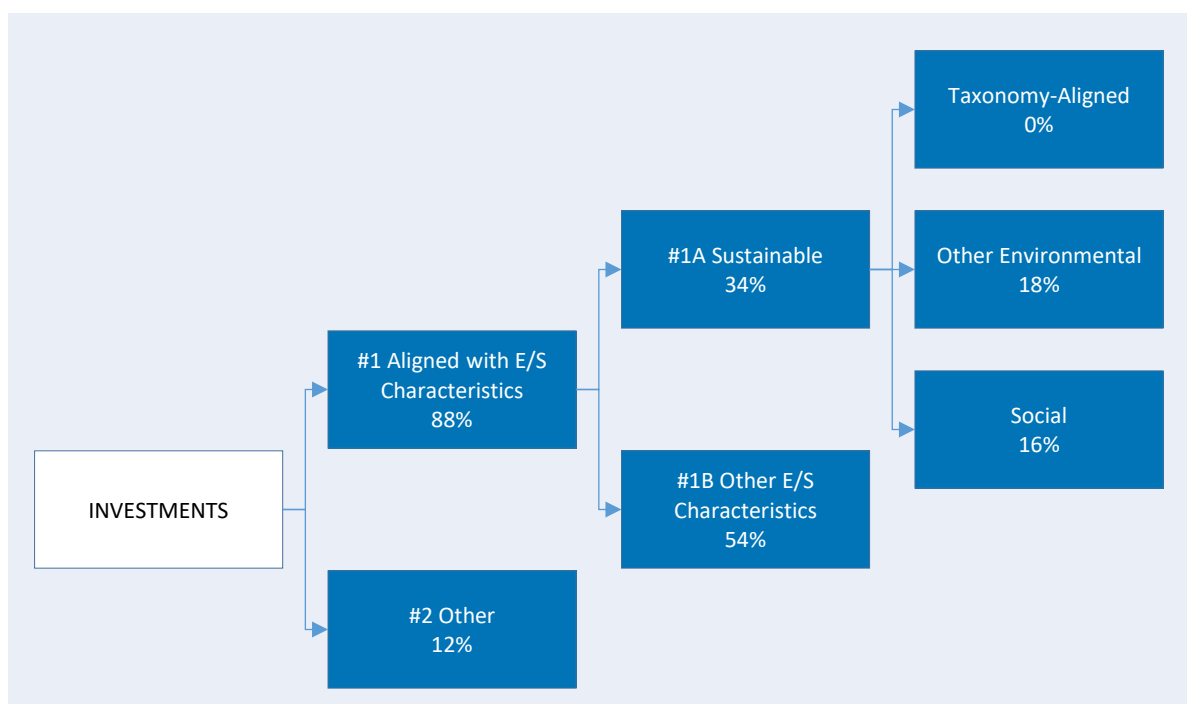 INVESTMENTS
#1 Aligned with E/S
Characteristics
88%
#2 Other
12%
#1A Sustainable
34%
#1B Other E/S
Characteristics
54%
Taxonomy-Aligned
0%
Other Environmental
18%
Social
16%